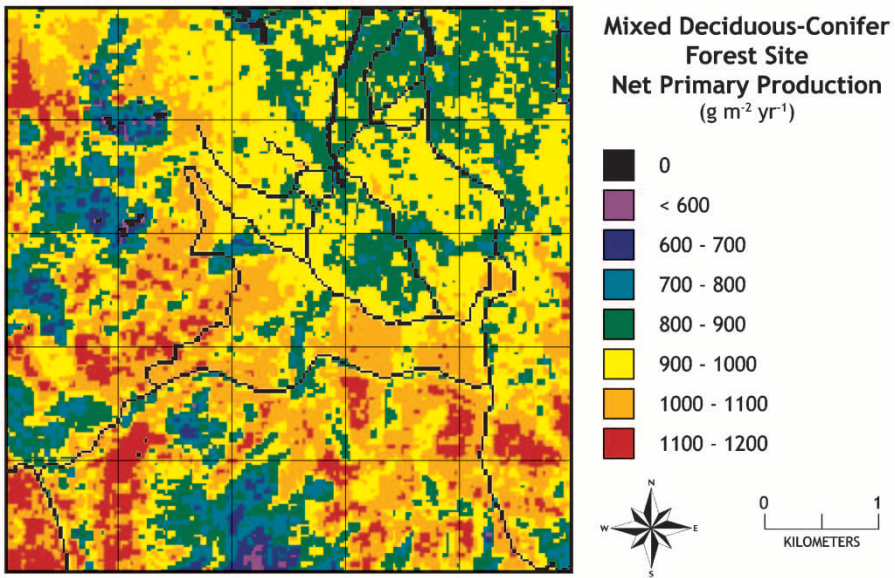 Mixed Deciduous-Conifer
Forest Site
Net Primary Production
(g m⁻² yr⁻¹)
0
< 600
600 - 700
700 - 800
800 - 900
900 - 1000
1000 - 1100
1100 - 1200
N
W E
S
0 1
KILOMETERS